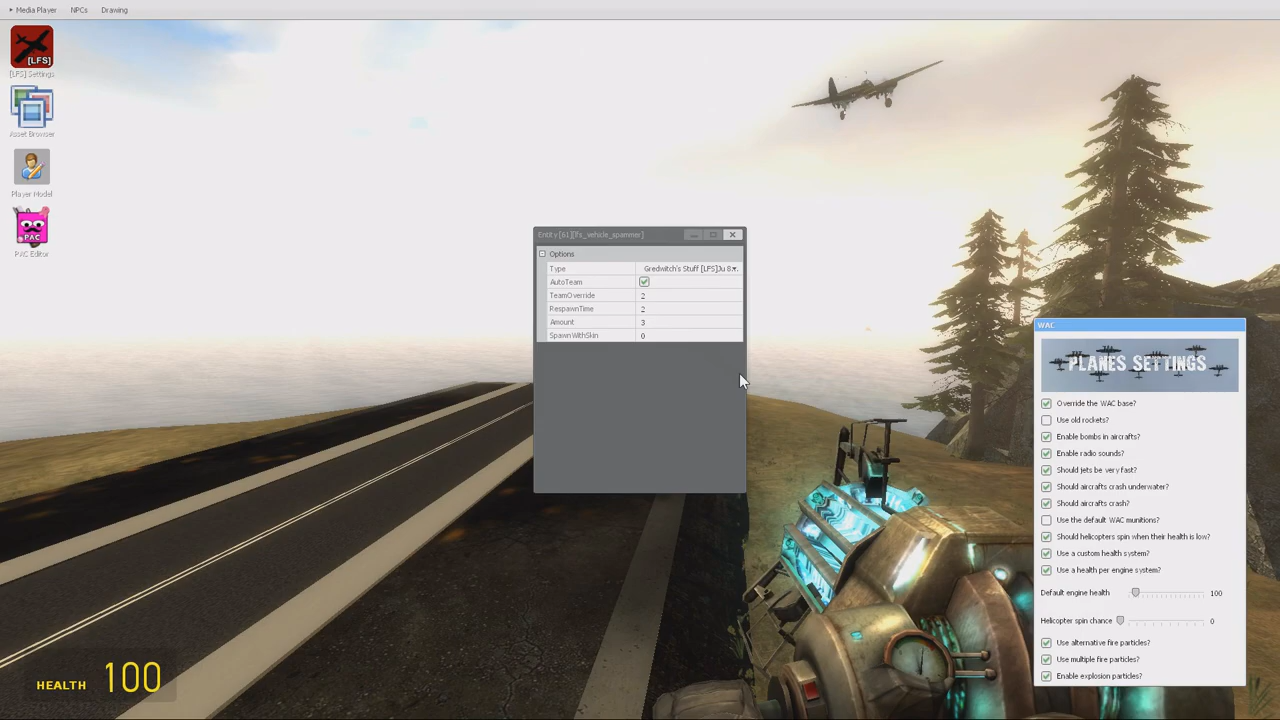 Media Player NPCs Drawing
[LFS]
[LFS] Settings
Asset Browser
Player Model
PAC
PAC Editor
Entity [61][lfs_vehicle_spammer]
Options
Type Gredwitch's Stuff [LFS]Ju 8
AutoTeam
TeamOverride 2
RespawnTime 2
Amount 3
SpawnWithSkin 0
WAC
PLANES SETTINGS
Override the WAC base?
Use old rockets?
Enable bombs in aircrafts?
Enable radio sounds?
Should jets be very fast?
Should aircrafts crash underwater?
Should aircrafts crash?
Use the default WAC munitions?
Should helicopters spin when their health is low?
Use a custom health system?
Use a health per engine system?
Default engine health 100
Helicopter spin chance 0
Use alternative fire particles?
Use multiple fire particles?
Enable explosion particles?
HEALTH 100